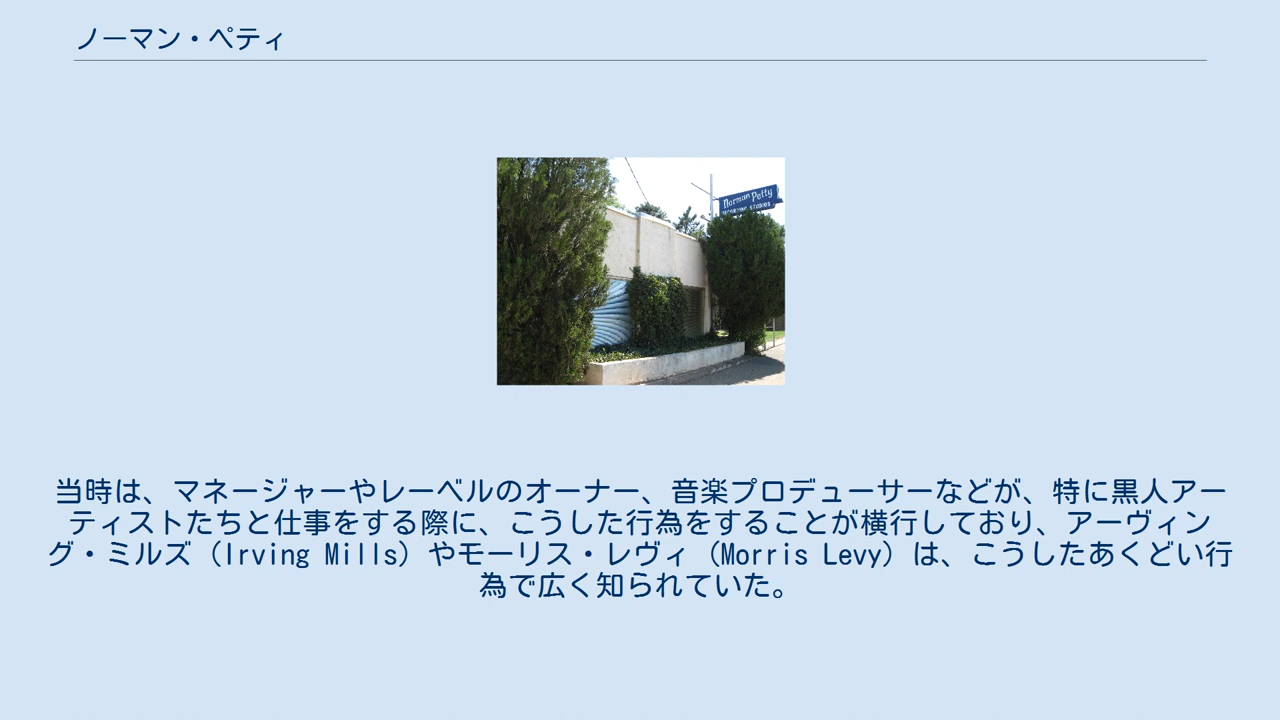 ノーマン・ペティ
Norman Petty
RECORDING STUDIOS
当時は、マネージャーやレーベルのオーナー、音楽プロデューサーなどが、特に黒人アー
ティストたちと仕事をする際に、こうした行為をすることが横行しており、アーヴィン
グ・ミルズ（Irving Mills）やモーリス・レヴィ（Morris Levy）は、こうしたあくどい行
為で広く知られていた。